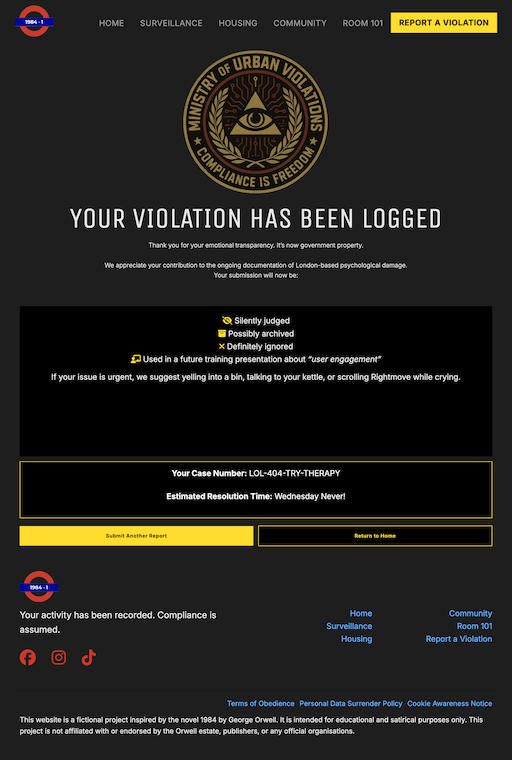 1984 - 1
HOME SURVEILLANCE HOUSING COMMUNITY ROOM 101 REPORT A VIOLATION
MINISTRY OF URBAN VIOLATIONS
COMPLIANCE IS FREEDOM
YOUR VIOLATION HAS BEEN LOGGED
Thank you for your emotional transparency. It's now government property.
We appreciate your contribution to the ongoing documentation of London-based psychological damage.
Your submission will now be:
Silently judged
Possibly archived
Definitely ignored
Used in a future training presentation about "user engagement"
If your issue is urgent, we suggest yelling into a bin, talking to your kettle, or scrolling Rightmove while crying.
Your Case Number: LOL-404-TRY-THERAPY
Estimated Resolution Time: Wednesday Never!
Submit Another Report
Return to Home
1984 - 1
Your activity has been recorded. Compliance is
assumed.
Home
Surveillance
Housing
Community
Room 101
Report a Violation
Terms of Obedience Personal Data Surrender Policy Cookie Awareness Notice
This website is a fictional project inspired by the novel 1984 by George Orwell. It is intended for educational and satirical purposes only. This
project is not affiliated with or endorsed by the Orwell estate, publishers, or any official organisations.